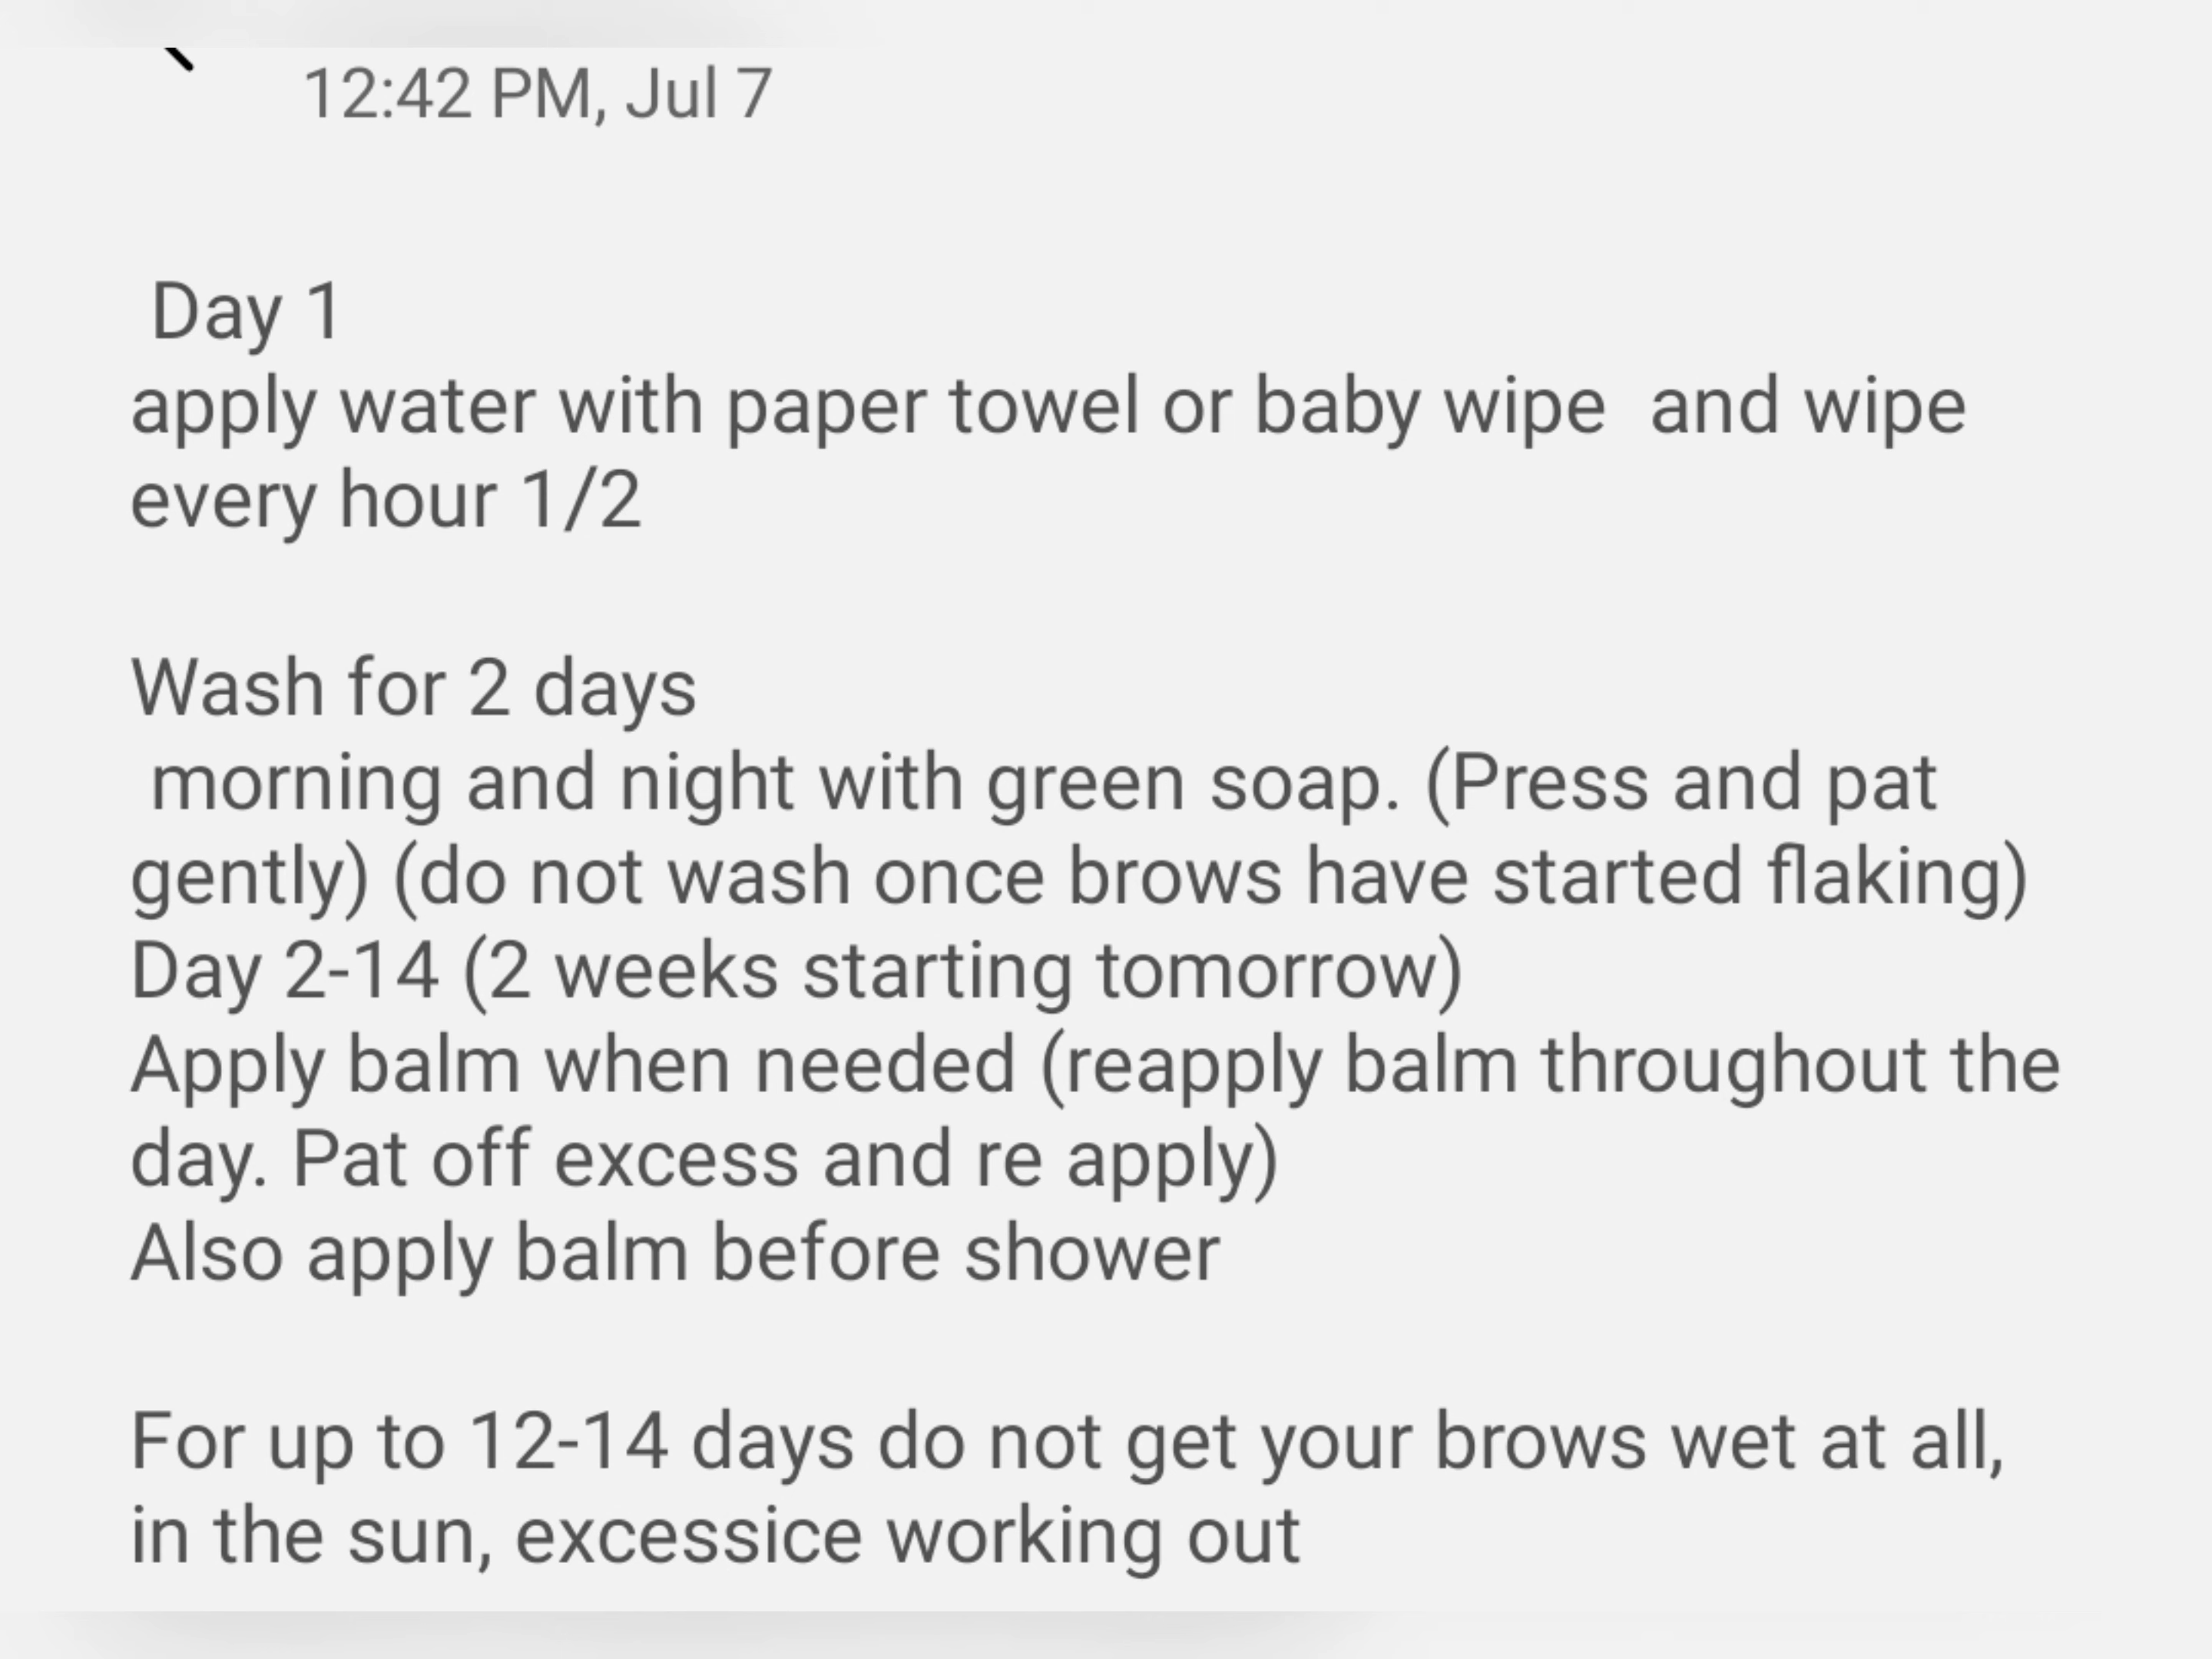 12:42 PM, Jul 7
Day 1
apply water with paper towel or baby wipe  and wipe
every hour 1/2
Wash for 2 days
morning and night with green soap. (Press and pat
gently) (do not wash once brows have started flaking)
Day 2-14 (2 weeks starting tomorrow)
Apply balm when needed (reapply balm throughout the
day. Pat off excess and re apply)
Also apply balm before shower
For up to 12-14 days do not get your brows wet at all,
in the sun, excessice working out